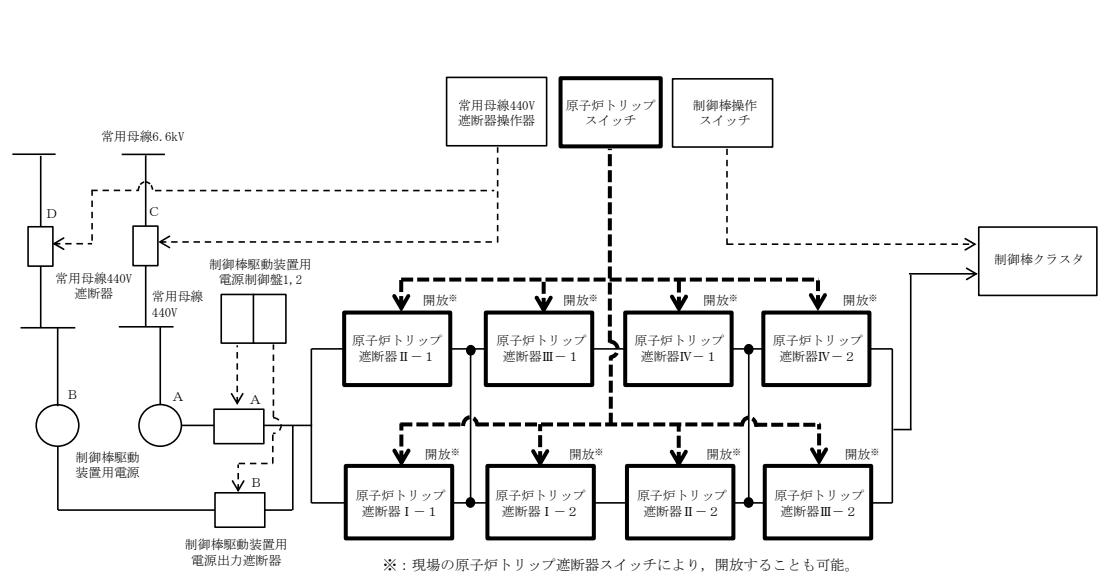 常用母線440V
遮断器操作器
原子炉トリップ
スイッチ
制御棒操作
スイッチ
常用母線6.6kV
D
C
常用母線440V
遮断器
常用母線
440V
制御棒駆動装置用
電源制御盤1,2
制御棒クラスタ
開放※
開放※
開放※
開放※
原子炉トリップ
遮断器Ⅱ－1
原子炉トリップ
遮断器Ⅲ－1
原子炉トリップ
遮断器Ⅳ－1
原子炉トリップ
遮断器Ⅳ－2
B
A
A
制御棒駆動
装置用電源
B
開放※
開放※
開放※
開放※
原子炉トリップ
遮断器Ⅰ－1
原子炉トリップ
遮断器Ⅰ－2
原子炉トリップ
遮断器Ⅱ－2
原子炉トリップ
遮断器Ⅲ－2
制御棒駆動装置用
電源出力遮断器
※：現場の原子炉トリップ遮断器スイッチにより，開放することも可能。